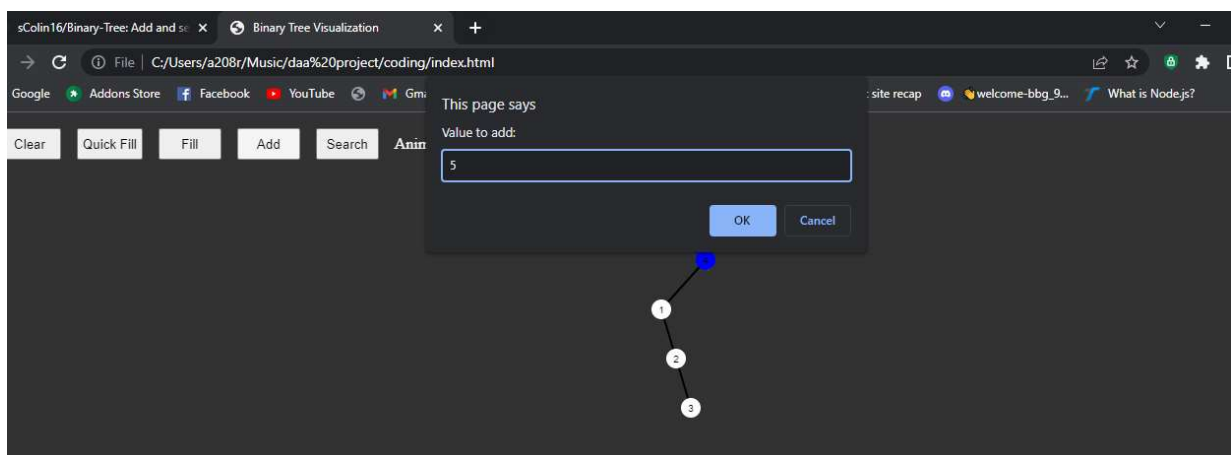 sColin16/Binary-Tree: Add and se
Binary Tree Visualization
File | C:/Users/a208r/Music/daa%20project/coding/index.html
Google Addons Store Facebook YouTube Gma site recap welcome-bbg_9... What is Node.js?
This page says
Value to add:
5
OK Cancel
Clear Quick Fill Fill Add Search Anim
1
2
3